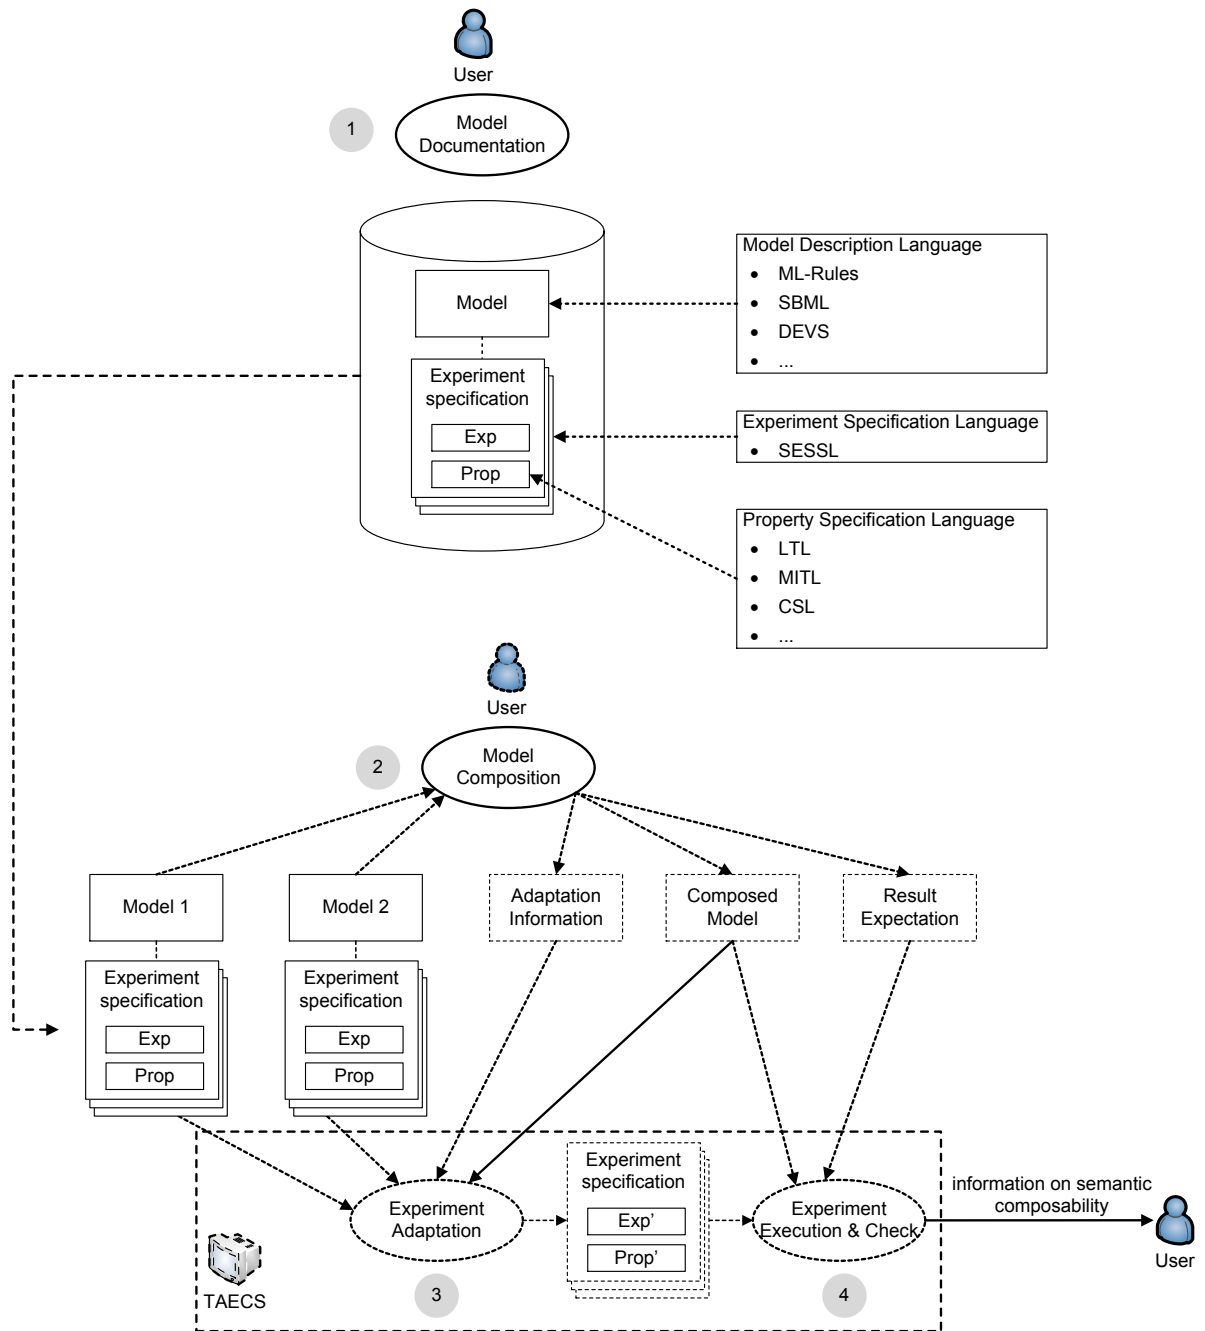 User
1
Model
Documentation
Model
Experiment
specification
Exp
Prop
Model Description Language
• ML-Rules
• SBML
• DEVS
• ...
Experiment Specification Language
• SESSL
Property Specification Language
• LTL
• MITL
• CSL
• ...
User
2
Model
Composition
Model 1
Experiment
specification
Exp
Prop
Model 2
Experiment
specification
Exp
Prop
Adaptation
Information
Composed
Model
Result
Expectation
Experiment
Adaptation
3
Experiment
specification
Exp’
Prop’
Experiment
Execution & Check
4
information on semantic
composability
User
TAECS